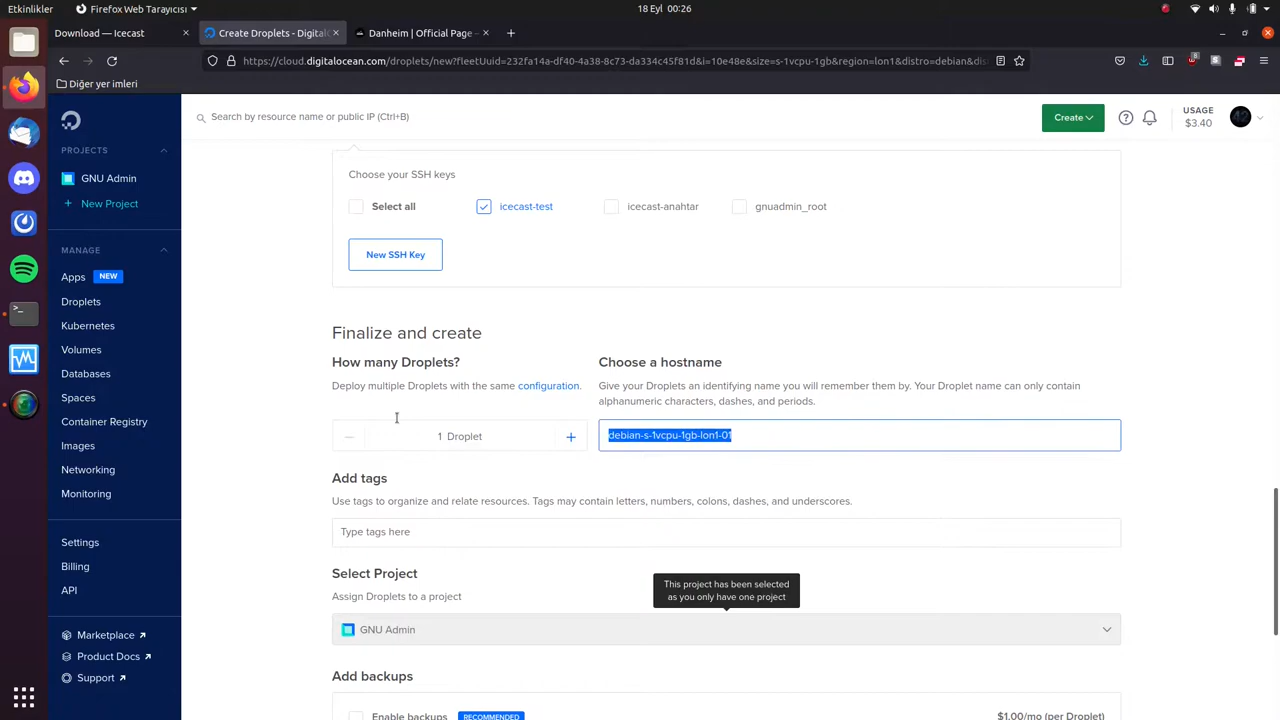 Etkinlikler
Firefox Web Tarayıcısı
18 Eyl 00:26
Download — Icecast
Create Droplets - DigitalOc
Danheim | Official Page –
https://cloud.digitalocean.com/droplets/new?fleetUuid=232fa14a-df40-4a38-8c73-da334c45f81d&i=10e48e&size=s-1vcpu-1gb&region=lon1&distro=debian&dis
Diğer yer imleri
Search by resource name or public IP (Ctrl+B)
Create
USAGE
$3.40
PROJECTS
GNU Admin
+ New Project
MANAGE
Apps NEW
Droplets
Kubernetes
Volumes
Databases
Spaces
Container Registry
Images
Networking
Monitoring
Settings
Billing
API
Marketplace
Product Docs
Support
Choose your SSH keys
Select all
icecast-test
icecast-anahtar
gnuadmin_root
New SSH Key
Finalize and create
How many Droplets?
Deploy multiple Droplets with the same configuration.
1 Droplet
Choose a hostname
Give your Droplets an identifying name you will remember them by. Your Droplet name can only contain
alphanumeric characters, dashes, and periods.
debian-s-1vcpu-1gb-lon1-01
Add tags
Use tags to organize and relate resources. Tags may contain letters, numbers, colons, dashes, and underscores.
Type tags here
Select Project
Assign Droplets to a project
This project has been selected
as you only have one project
GNU Admin
Add backups
Enable backups RECOMMENDED
$1.00/mo (per Droplet)